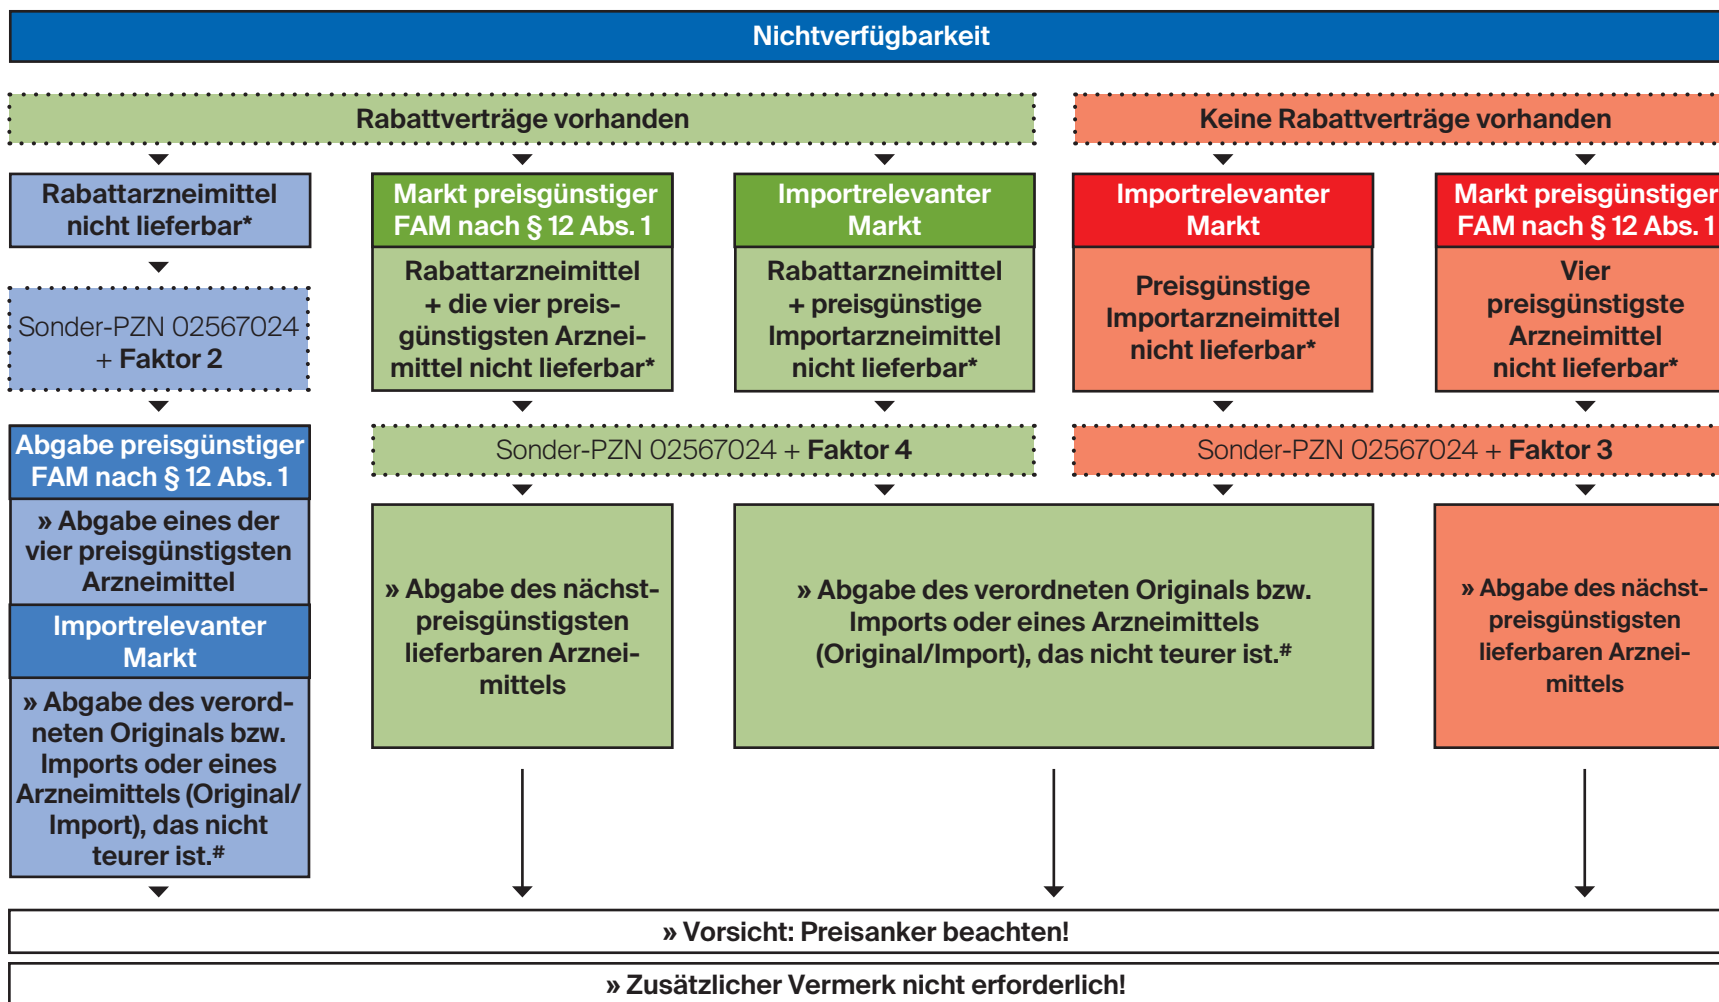 Nichtverfügbarkeit
Rabattverträge vorhanden
Keine Rabattverträge vorhanden
Rabattarzneimittel
nicht lieferbar*
Sonder-PZN 02567024
+ Faktor 2
Abgabe preisgünstiger
FAM nach § 12 Abs. 1
» Abgabe eines der
vier preisgünstigsten
Arzneimittel
Importrelevanter
Markt
» Abgabe des verord-
neten Originals bzw.
Imports oder eines
Arzneimittels (Original/
Import), das nicht
teurer ist.#
Markt preisgünstiger
FAM nach § 12 Abs. 1
Rabattarzneimittel
+ die vier preis-
günstigsten Arznei-
mittel nicht lieferbar*
Importrelevanter
Markt
Rabattarzneimittel
+ preisgünstige
Importarzneimittel
nicht lieferbar*
Sonder-PZN 02567024 + Faktor 4
» Abgabe des nächst-
preisgünstigsten
lieferbaren Arznei-
mittels
Importrelevanter
Markt
Preisgünstige
Importarzneimittel
nicht lieferbar*
Markt preisgünstiger
FAM nach § 12 Abs. 1
Vier
preisgünstigste
Arzneimittel
nicht lieferbar*
Sonder-PZN 02567024 + Faktor 3
» Abgabe des verordneten Originals bzw.
Imports oder eines Arzneimittels
(Original/Import), das nicht teurer ist.#
» Abgabe des nächst-
preisgünstigsten
lieferbaren Arznei-
mittels
» Vorsicht: Preisanker beachten!
» Zusätzlicher Vermerk nicht erforderlich!